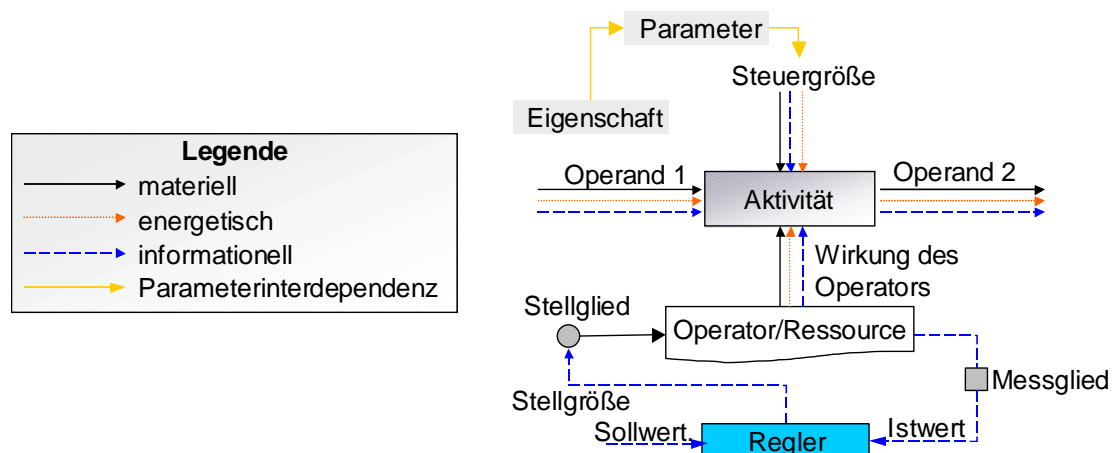 Parameter
Steuergröße
Eigenschaft
Legende
materiell
energetisch
informationell
Parameterinterdependenz
Operand 1
Aktivität
Operand 2
Wirkung des
Operators
Stellglied
Operator/Ressource
Messglied
Stellgröße
Sollwert.
Regler
Istwert